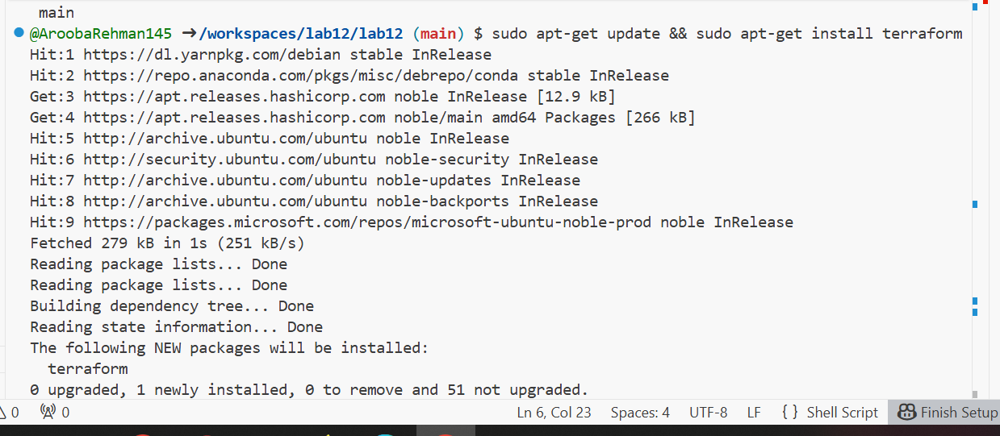 main
@AroobaRehman145 ➜/workspaces/lab12/lab12 (main) $ sudo apt-get update && sudo apt-get install terraform
Hit:1 https://dl.yarnpkg.com/debian stable InRelease
Hit:2 https://repo.anaconda.com/pkgs/misc/debrepo/conda stable InRelease
Get:3 https://apt.releases.hashicorp.com noble InRelease [12.9 kB]
Get:4 https://apt.releases.hashicorp.com noble/main amd64 Packages [266 kB]
Hit:5 http://archive.ubuntu.com/ubuntu noble InRelease
Hit:6 http://security.ubuntu.com/ubuntu noble-security InRelease
Hit:7 http://archive.ubuntu.com/ubuntu noble-updates InRelease
Hit:8 http://archive.ubuntu.com/ubuntu noble-backports InRelease
Hit:9 https://packages.microsoft.com/repos/microsoft-ubuntu-noble-prod noble InRelease
Fetched 279 kB in 1s (251 kB/s)
Reading package lists... Done
Reading package lists... Done
Building dependency tree... Done
Reading state information... Done
The following NEW packages will be installed:
terraform
0 upgraded, 1 newly installed, 0 to remove and 51 not upgraded.
0 0 Ln 6, Col 23 Spaces: 4 UTF-8 LF {} Shell Script Finish Setup